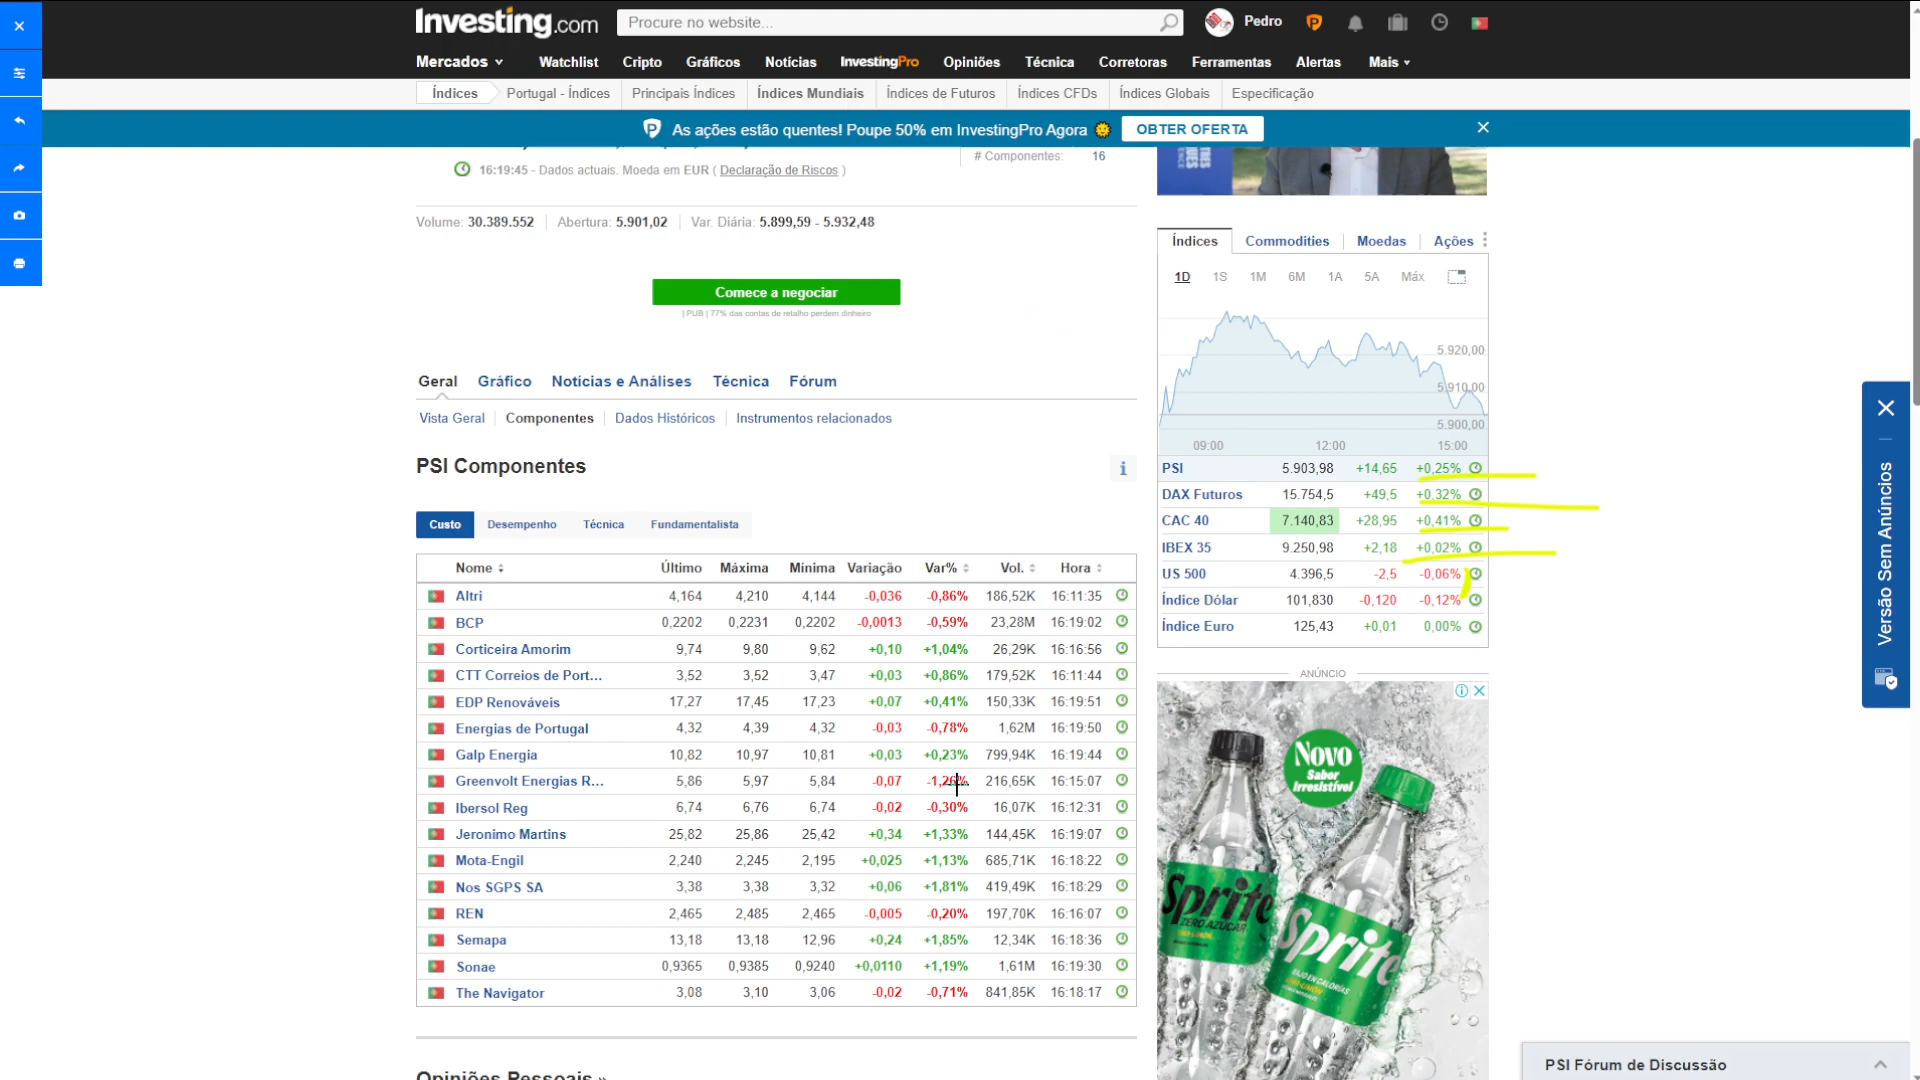 Investing.com
Procure no website...
Pedro
Mercados
Watchlist
Cripto
Gráficos
Notícias
InvestingPro
Opiniões
Técnica
Corretoras
Ferramentas
Alertas
Mais
Índices
Portugal - Índices
Principais Índices
Índices Mundiais
Índices de Futuros
Índices CFDs
Índices Globais
Especificação
As ações estão quentes! Poupe 50% em InvestingPro Agora
OBTER OFERTA
# Componentes: 16
16:19:45 - Dados actuais. Moeda em EUR ( Declaração de Riscos )
Volume: 30.389.552
Abertura: 5.901,02
Var. Diária: 5.899,59 - 5.932,48
Comece a negociar
| PUB | 77% das contas de retalho perdem dinheiro
Geral
Gráfico
Notícias e Análises
Técnica
Fórum
Vista Geral
Componentes
Dados Históricos
Instrumentos relacionados
PSI Componentes
Custo
Desempenho
Técnica
Fundamentalista
Nome Último Máxima Mínima Variação Var% Vol. Hora
Altri 4,164 4,210 4,144 -0,036 -0,86% 186,52K 16:11:35
BCP 0,2202 0,2231 0,2202 -0,0013 -0,59% 23,28M 16:19:02
Corticeira Amorim 9,74 9,80 9,62 +0,10 +1,04% 26,29K 16:16:56
CTT Correios de Port... 3,52 3,52 3,47 +0,03 +0,86% 179,52K 16:11:44
EDP Renováveis 17,27 17,45 17,23 +0,07 +0,41% 150,33K 16:19:51
Energias de Portugal 4,32 4,39 4,32 -0,03 -0,78% 1,62M 16:19:50
Galp Energia 10,82 10,97 10,81 +0,03 +0,23% 799,94K 16:19:44
Greenvolt Energias R... 5,86 5,97 5,84 -0,07 -1,26% 216,65K 16:15:07
Ibersol Reg 6,74 6,76 6,74 -0,02 -0,30% 16,07K 16:12:31
Jeronimo Martins 25,82 25,86 25,42 +0,34 +1,33% 144,45K 16:19:07
Mota-Engil 2,240 2,245 2,195 +0,025 +1,13% 685,71K 16:18:22
Nos SGPS SA 3,38 3,38 3,32 +0,06 +1,81% 419,49K 16:18:29
REN 2,465 2,485 2,465 -0,005 -0,20% 197,70K 16:16:07
Semapa 13,18 13,18 12,96 +0,24 +1,85% 12,34K 16:18:36
Sonae 0,9365 0,9385 0,9240 +0,0110 +1,19% 1,61M 16:19:30
The Navigator 3,08 3,10 3,06 -0,02 -0,71% 841,85K 16:18:17
Opiniões Pessoais »
Índices
Commodities
Moedas
Ações
1D 1S 1M 6M 1A 5A Máx
5.920,00
5.910,00
5.900,00
09:00 12:00 15:00
PSI 5.903,98 +14,65 +0,25%
DAX Futuros 15.754,5 +49,5 +0,32%
CAC 40 7.140,83 +28,95 +0,41%
IBEX 35 9.250,98 +2,18 +0,02%
US 500 4.396,5 -2,5 -0,06%
Índice Dólar 101,830 -0,120 -0,12%
Índice Euro 125,43 +0,01 0,00%
ANÚNCIO
Novo
Sabor
Irresistível
Sprite
ZERO AZÚCAR
Sprite
BAJO EN CALORÍAS
Versão Sem Anúncios
PSI Fórum de Discussão